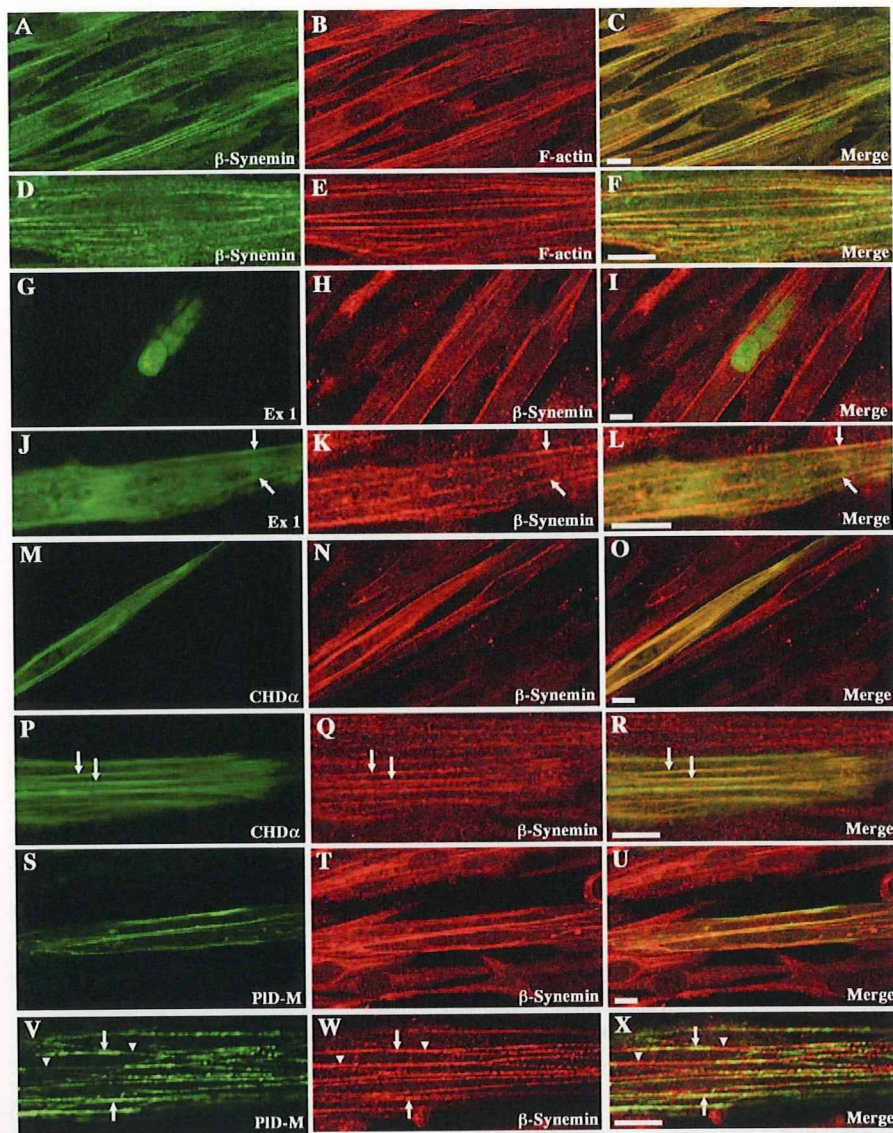 A B C
β-Synemin F-actin Merge
D E F
β-Synemin F-actin Merge
G H I
Ex 1 β-Synemin Merge
J K L
Ex 1 β-Synemin Merge
M N O
CHDα β-Synemin Merge
P Q R
CHDα β-Synemin Merge
S T U
PlD-M β-Synemin Merge
V W X
PlD-M β-Synemin Merge